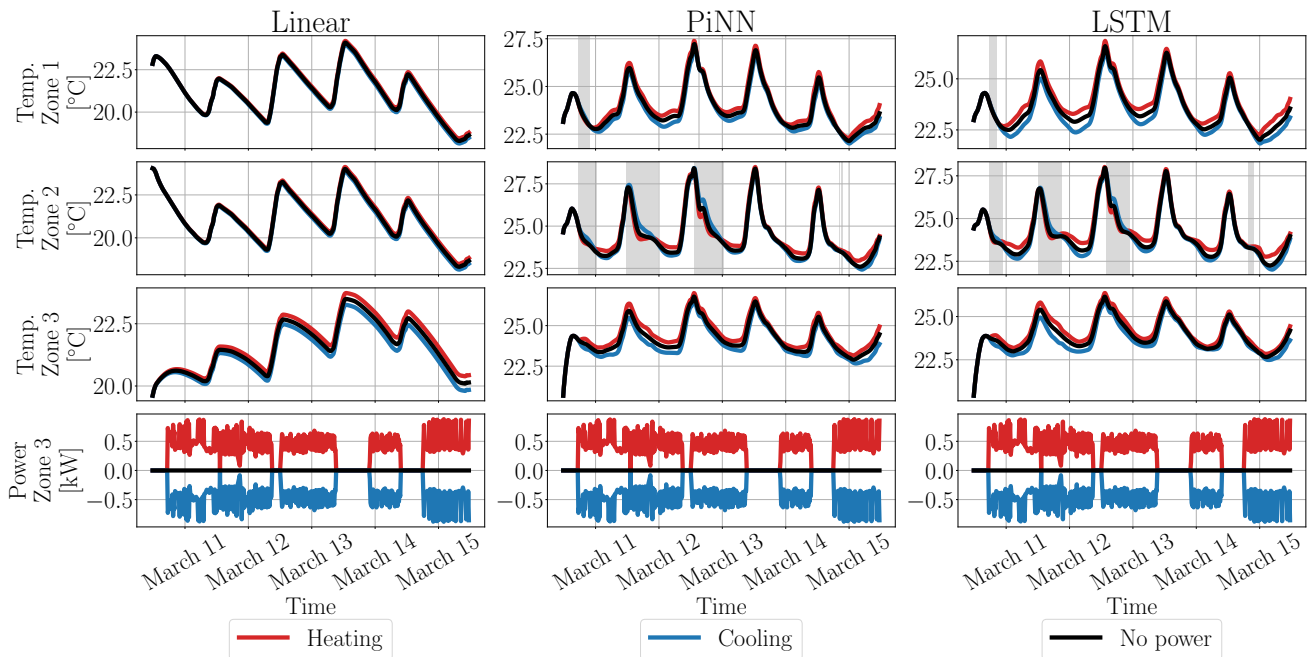 Linear
PiNN
LSTM
Temp.
Zone 1
[°C]
22.5
20.0
27.5
25.0
22.5
25.0
22.5
Temp.
Zone 2
[°C]
22.5
20.0
27.5
25.0
22.5
27.5
25.0
22.5
Temp.
Zone 3
[°C]
22.5
20.0
25.0
22.5
25.0
22.5
Power
Zone 3
[kW]
0.5
0.0
−0.5
0.5
0.0
−0.5
0.5
0.0
−0.5
March 11
March 12
March 13
March 14
March 15
March 11
March 12
March 13
March 14
March 15
March 11
March 12
March 13
March 14
March 15
Time
Time
Time
Heating
Cooling
No power